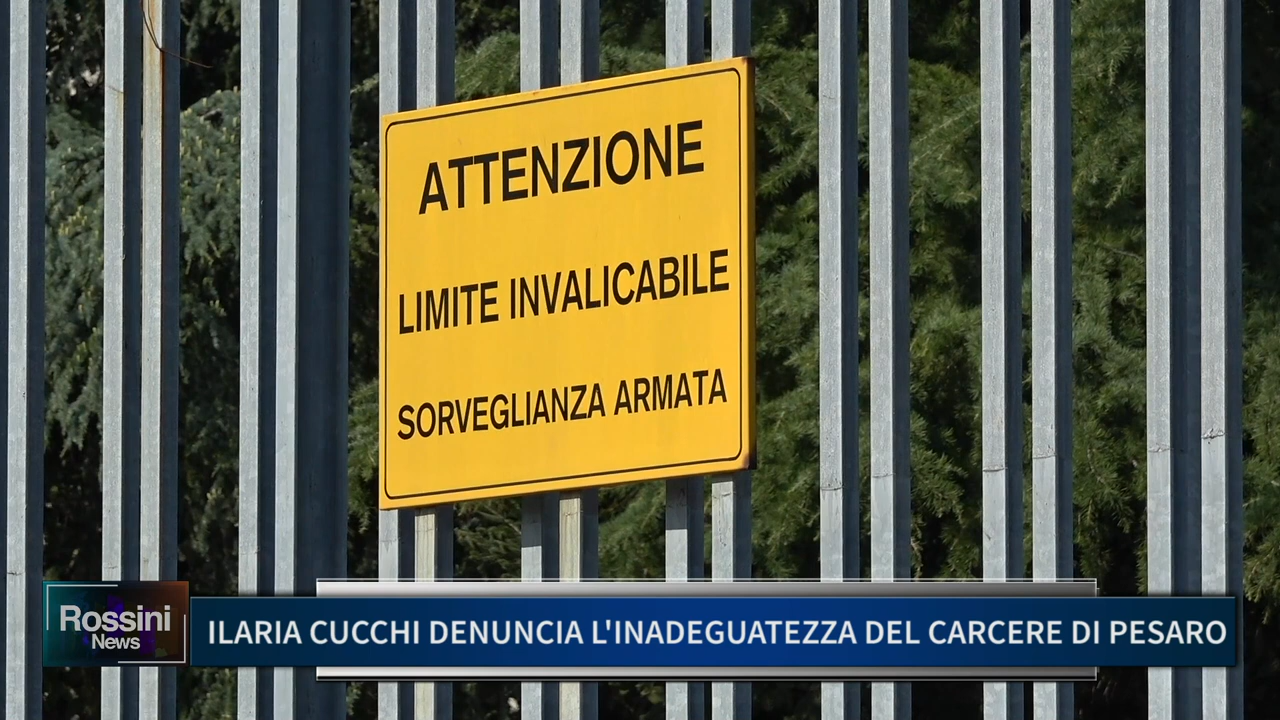 ATTENZIONE
LIMITE INVALICABILE
SORVEGLIANZA ARMATA
Rossini
News
ILARIA CUCCHI DENUNCIA L'INADEGUATEZZA DEL CARCERE DI PESARO